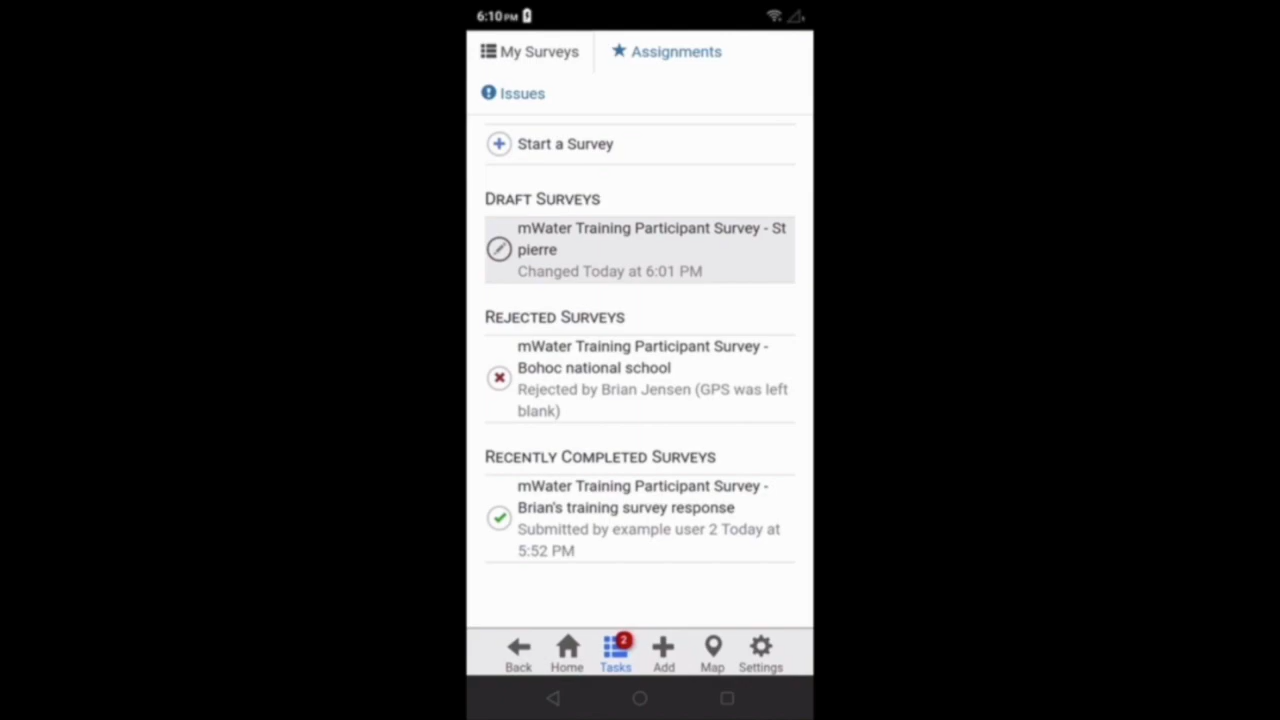 6:10 PM
My Surveys
Assignments
Issues
Start a Survey
DRAFT SURVEYS
mWater Training Participant Survey - St
pierre
Changed Today at 6:01 PM
REJECTED SURVEYS
mWater Training Participant Survey -
Bohoc national school
Rejected by Brian Jensen (GPS was left
blank)
RECENTLY COMPLETED SURVEYS
mWater Training Participant Survey -
Brian's training survey response
Submitted by example user 2 Today at
5:52 PM
2
Back Home Tasks Add Map Settings